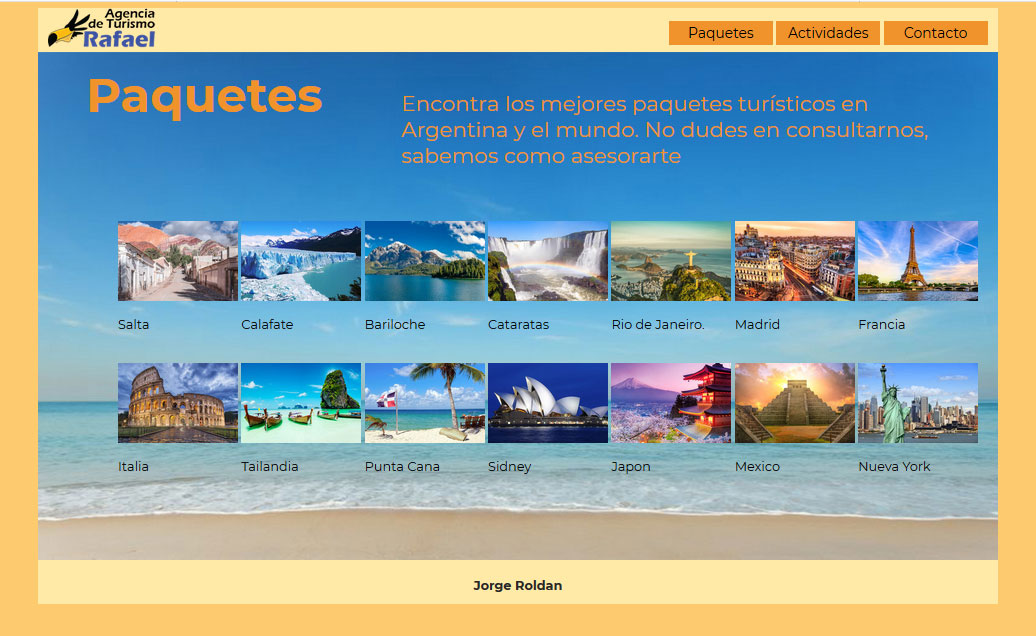 Agencia
de Turismo
Rafael
Paquetes
Actividades
Contacto
Paquetes
Encontra los mejores paquetes turísticos en
Argentina y el mundo. No dudes en consultarnos,
sabemos como asesorarte
Salta
Calafate
Bariloche
Cataratas
Rio de Janeiro.
Madrid
Francia
Italia
Tailandia
Punta Cana
Sidney
Japon
Mexico
Nueva York
Jorge Roldan